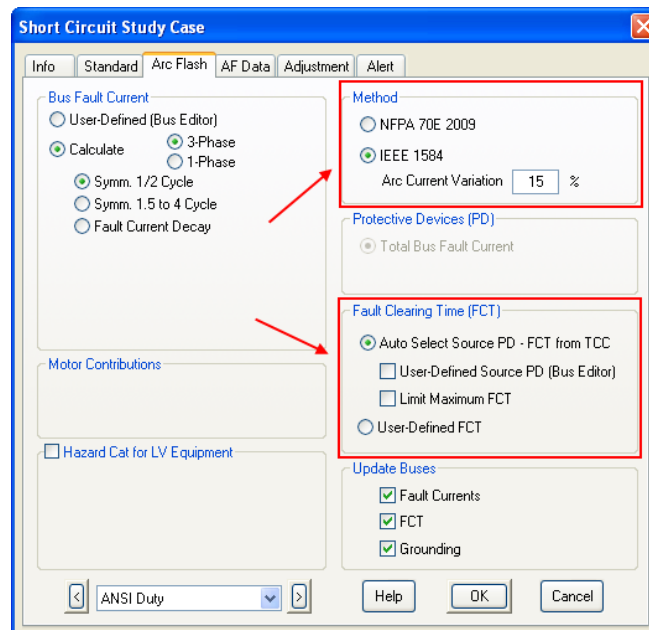 Short Circuit Study Case
Info Standard Arc Flash AF Data Adjustment Alert
Bus Fault Current
User-Defined (Bus Editor)
Calculate
3-Phase
1-Phase
Symm. 1/2 Cycle
Symm. 1.5 to 4 Cycle
Fault Current Decay
Motor Contributions
Hazard Cat for LV Equipment
Method
NFPA 70E 2009
IEEE 1584
Arc Current Variation 15 %
Protective Devices (PD)
Total Bus Fault Current
Fault Clearing Time (FCT)
Auto Select Source PD - FCT from TCC
User-Defined Source PD (Bus Editor)
Limit Maximum FCT
User-Defined FCT
Update Buses
Fault Currents
FCT
Grounding
< ANSI Duty > Help OK Cancel